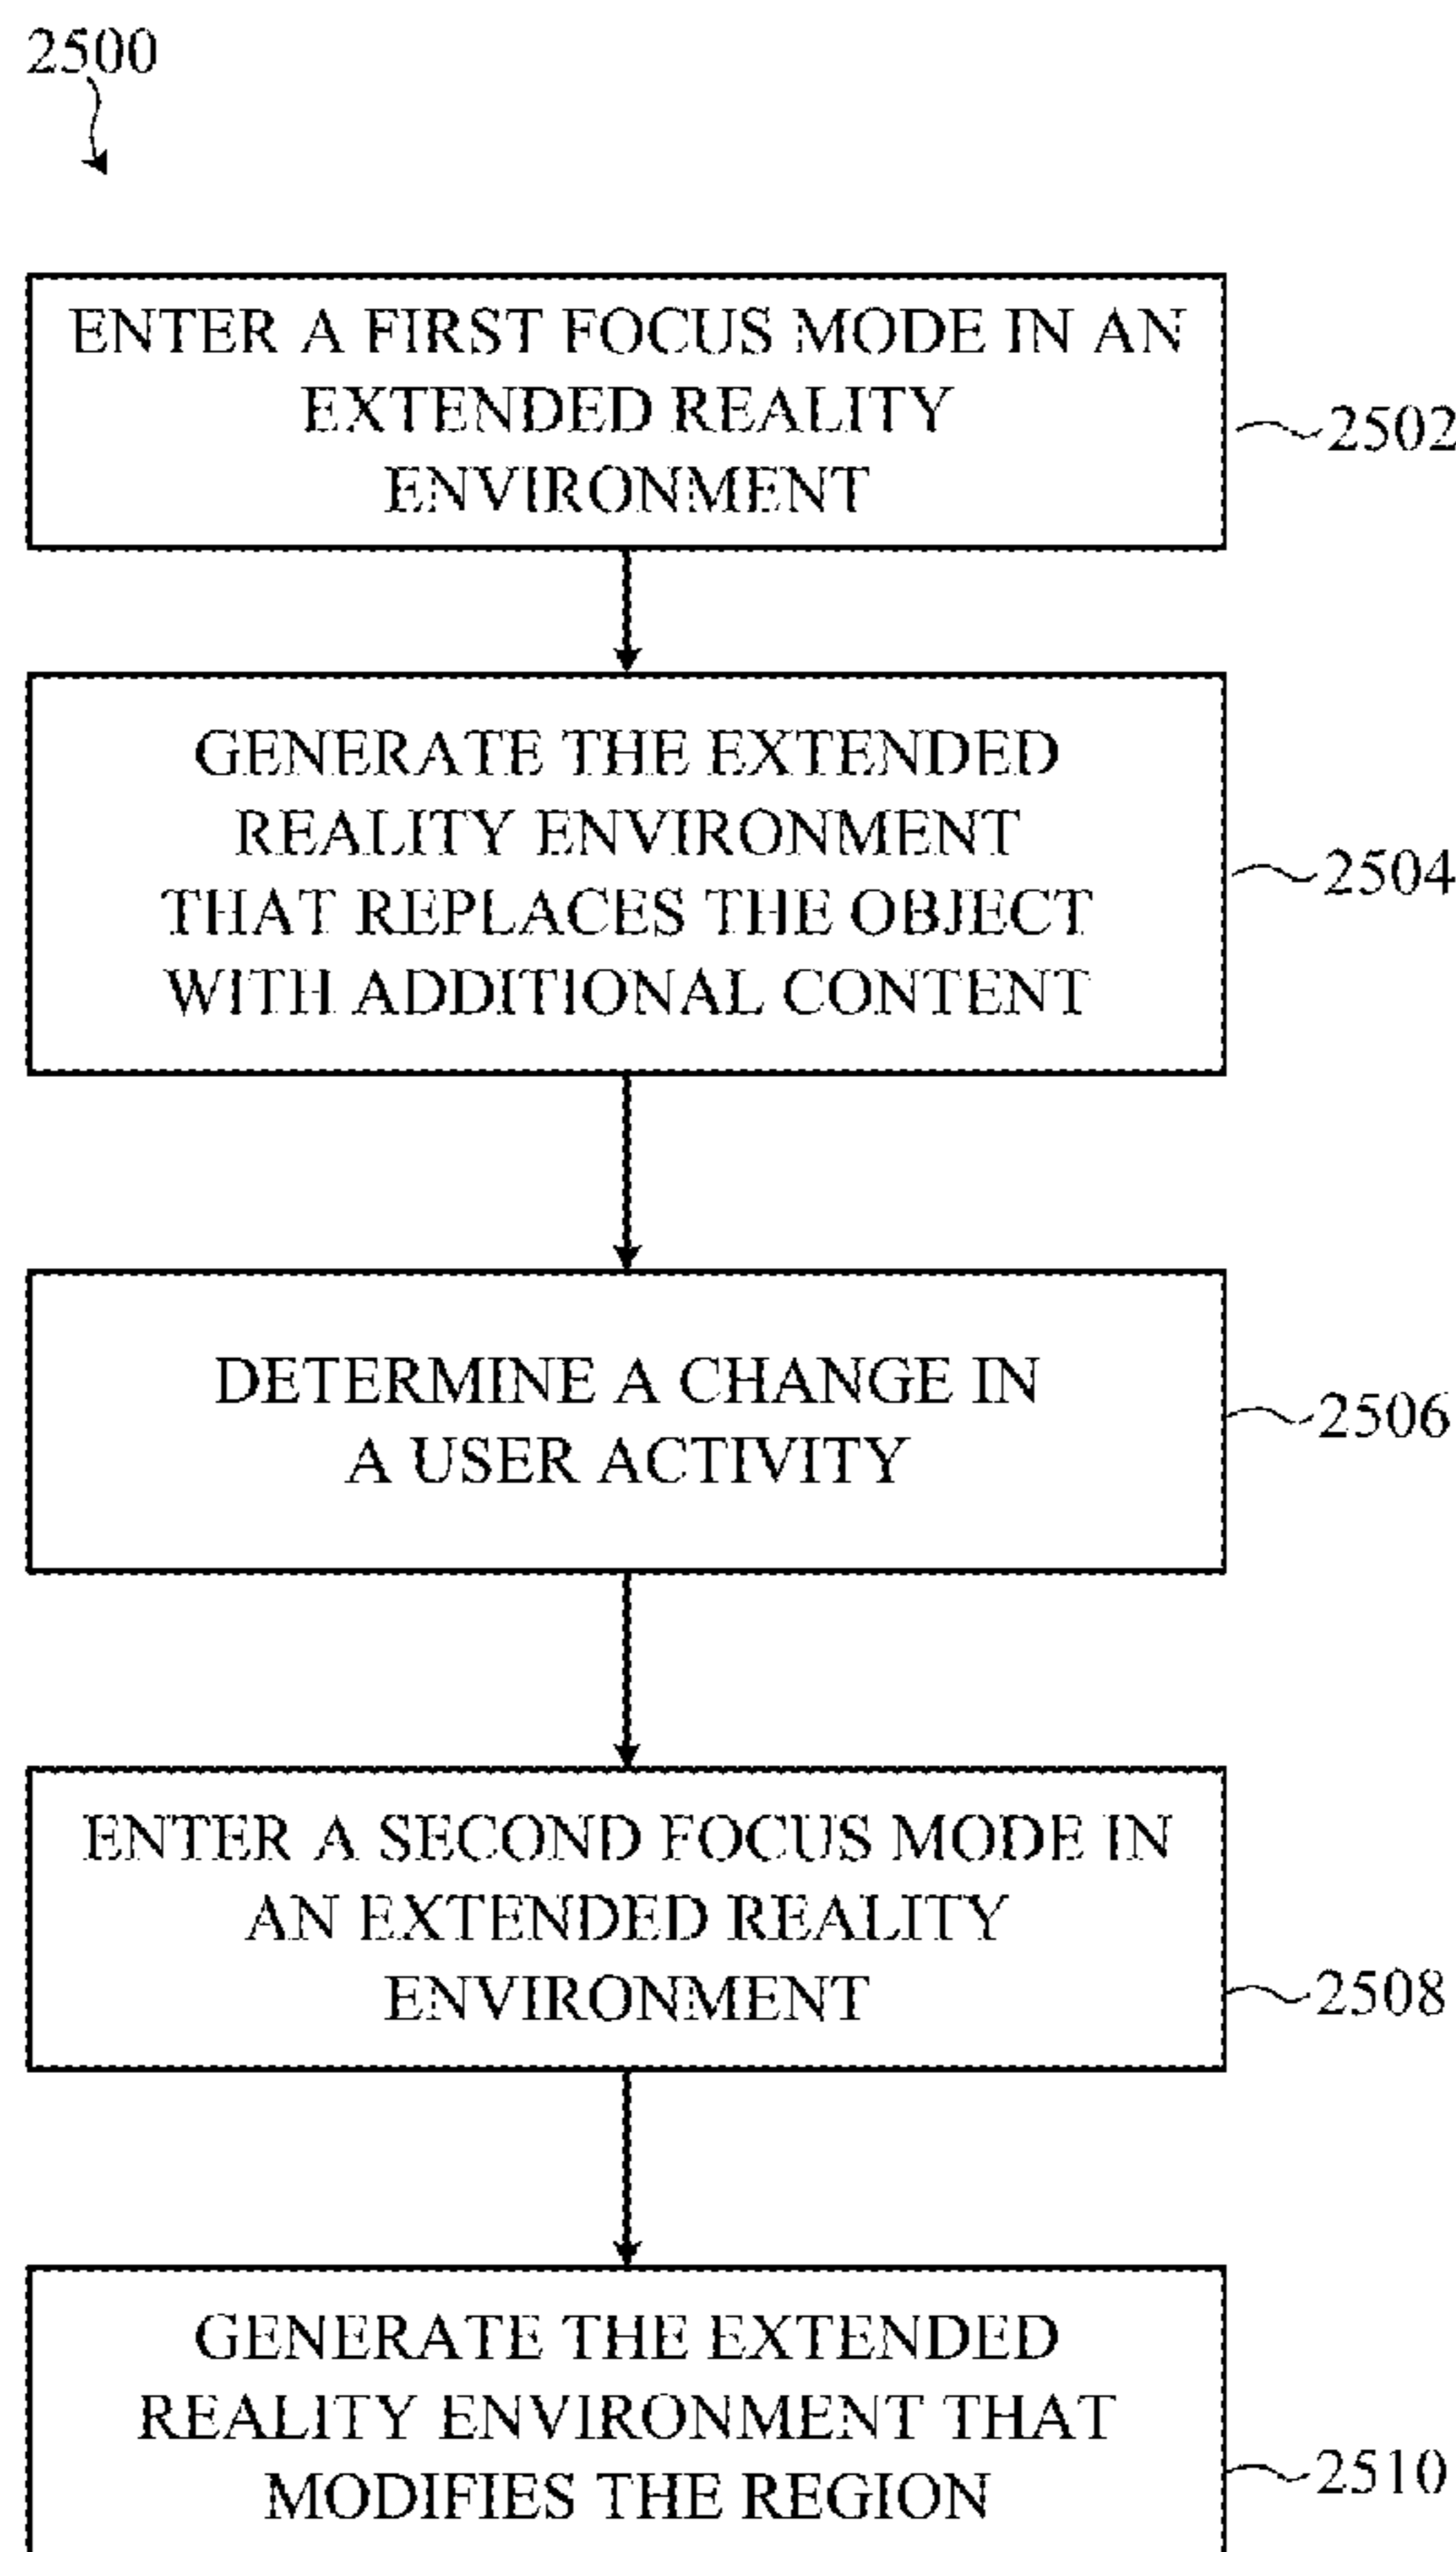 2500
ENTER A FIRST FOCUS MODE IN AN
EXTENDED REALITY
ENVIRONMENT
2502
GENERATE THE EXTENDED
REALITY ENVIRONMENT
THAT REPLACES THE OBJECT
WITH ADDITIONAL CONTENT
2504
DETERMINE A CHANGE IN
A USER ACTIVITY
2506
ENTER A SECOND FOCUS MODE IN
AN EXTENDED REALITY
ENVIRONMENT
2508
GENERATE THE EXTENDED
REALITY ENVIRONMENT THAT
MODIFIES THE REGION
2510